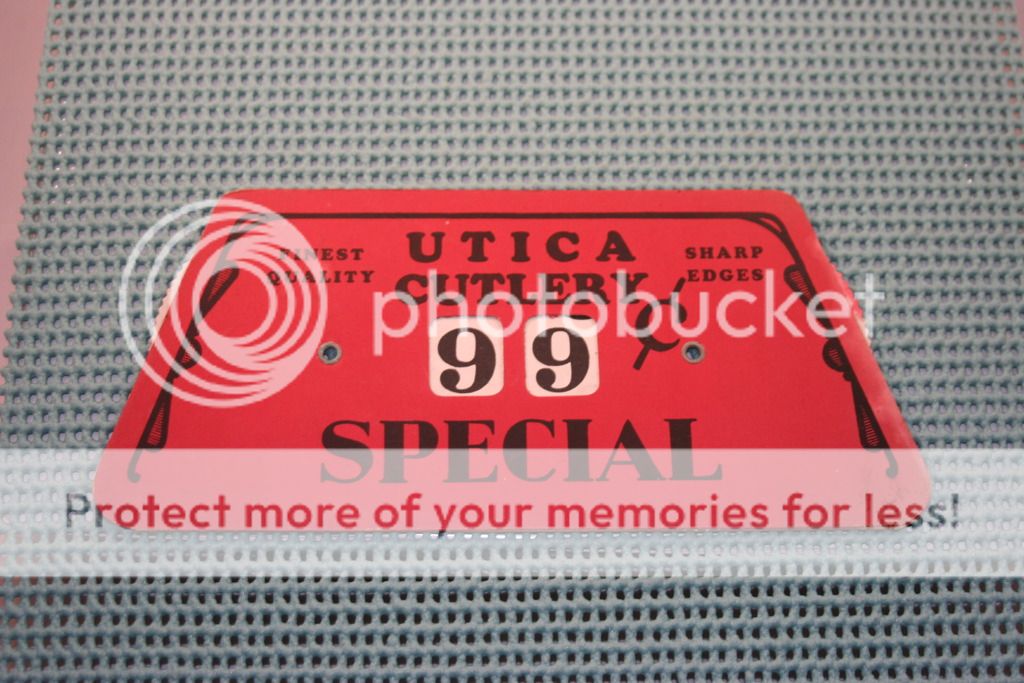 FINEST
QUALITY
UTICA
CUTLERY
SHARP
EDGES
99 ¢
SPECIAL
photobucket
Protect more of your memories for less!